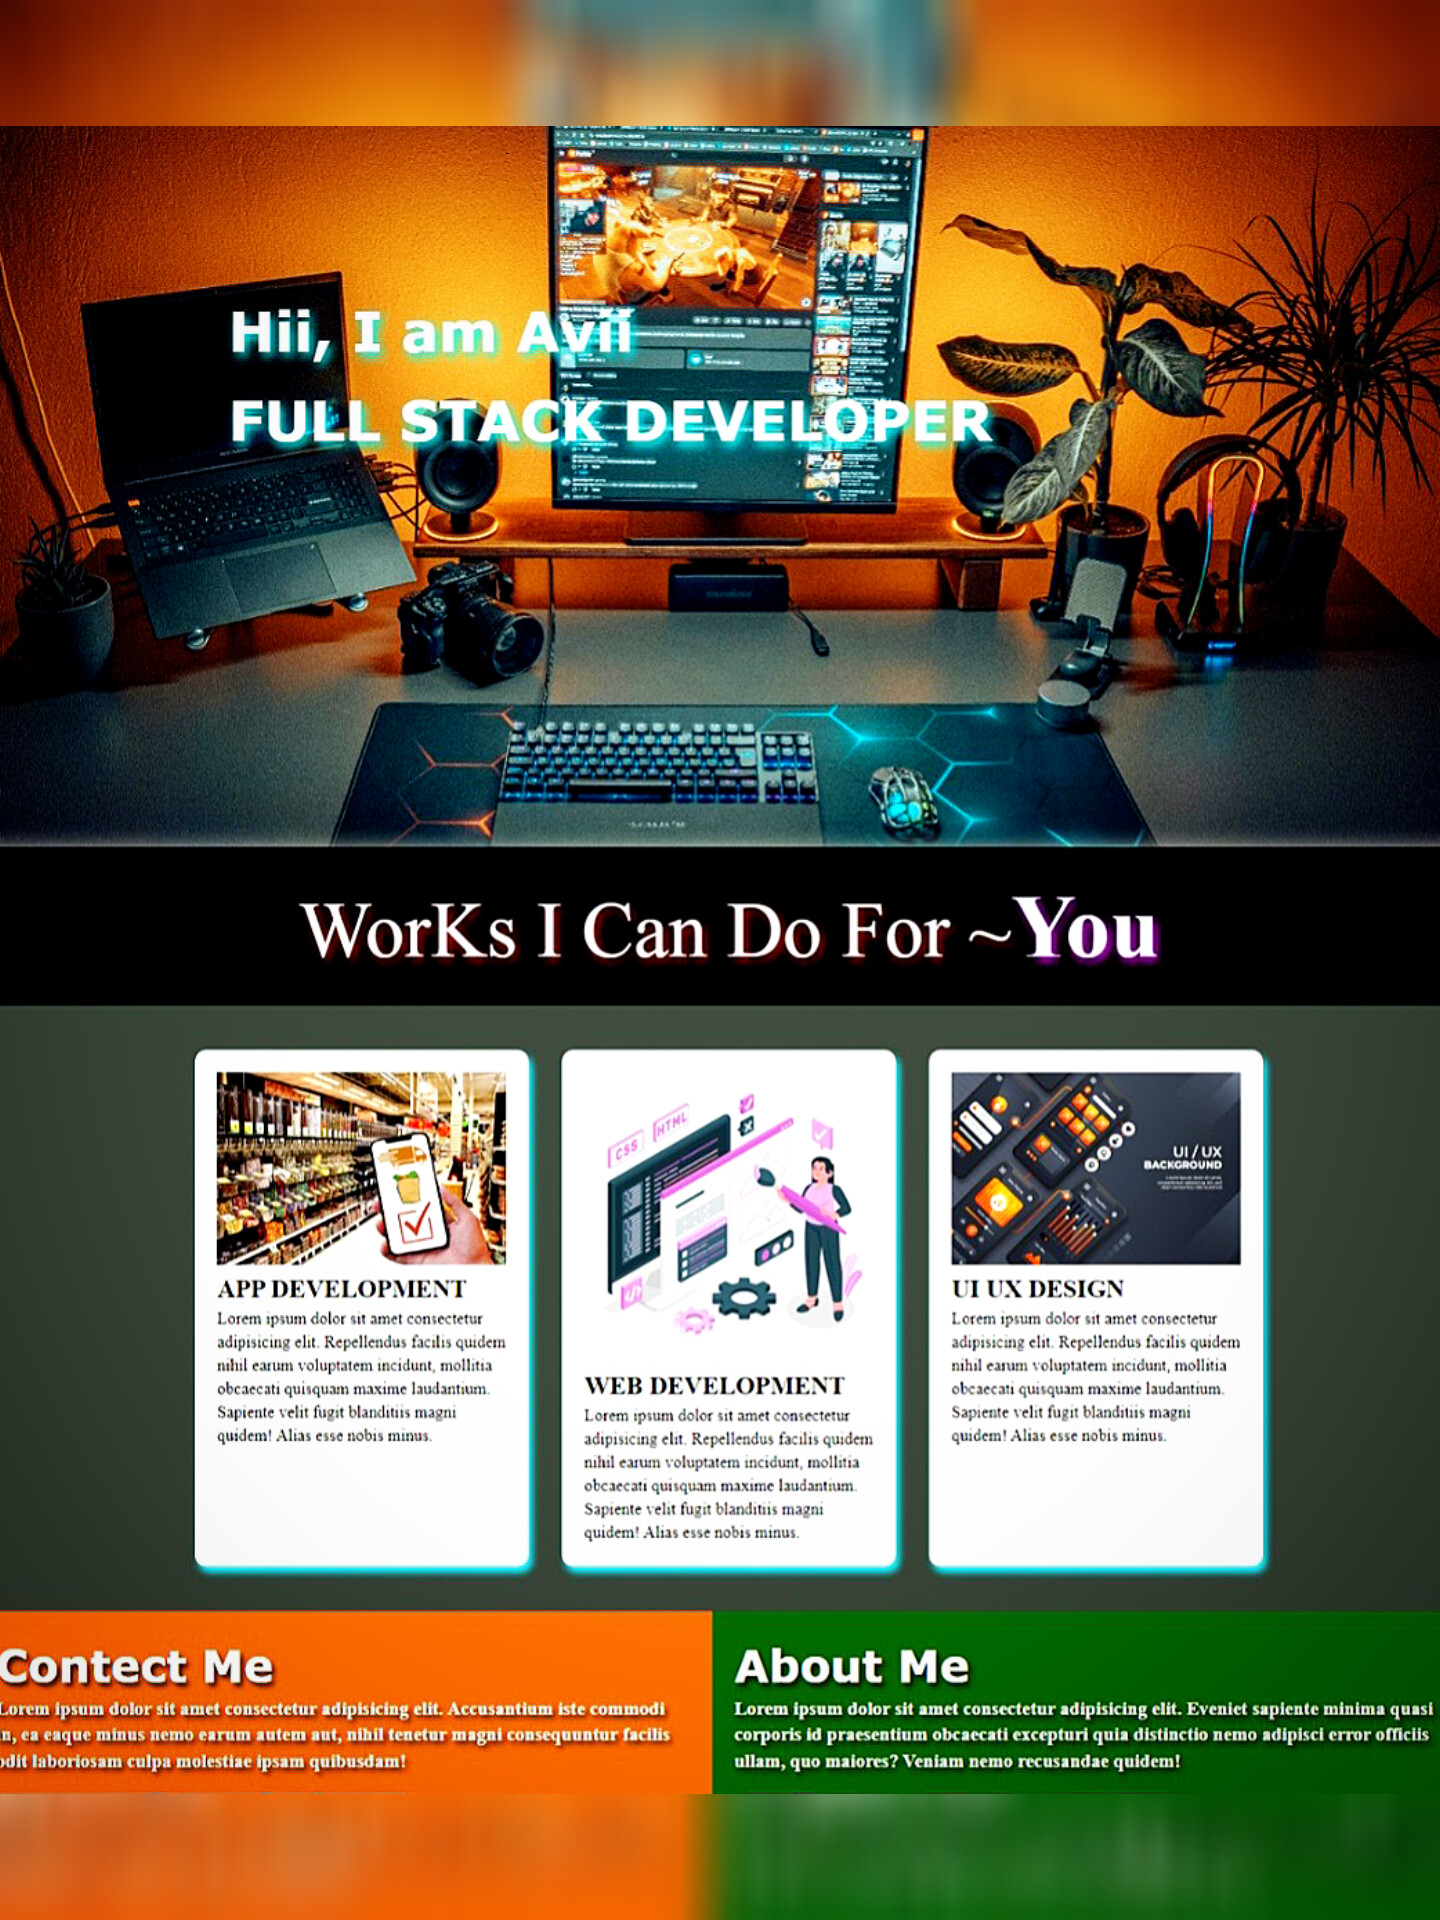 Hii, I am Avii
FULL STACK DEVELOPER
WorKs I Can Do For ~You
APP DEVELOPMENT
Lorem ipsum dolor sit amet consectetur
adipisicing elit. Repellendus facilis quidem
nihil earum voluptatem incidunt, mollitia
obcaecati quisquam maxime laudantium.
Sapiente velit fugit blanditiis magni
quidem! Alias esse nobis minus.
CSS
HTML
</>
WEB DEVELOPMENT
Lorem ipsum dolor sit amet consectetur
adipisicing elit. Repellendus facilis quidem
nihil earum voluptatem incidunt, mollitia
obcaecati quisquam maxime laudantium.
Sapiente velit fugit blanditiis magni
quidem! Alias esse nobis minus.
UI / UX
BACKGROUND
UI UX DESIGN
Lorem ipsum dolor sit amet consectetur
adipisicing elit. Repellendus facilis quidem
nihil earum voluptatem incidunt, mollitia
obcaecati quisquam maxime laudantium.
Sapiente velit fugit blanditiis magni
quidem! Alias esse nobis minus.
Contect Me
Lorem ipsum dolor sit amet consectetur adipisicing elit. Accusantium iste commodi
n, ea eaque minus nemo earum autem aut, nihil tenetur magni consequuntur facilis
odit laboriosam culpa molestiae ipsam quibusdam!
About Me
Lorem ipsum dolor sit amet consectetur adipisicing elit. Eveniet sapiente minima quasi
corporis id praesentium obcaecati excepturi quia distinctio nemo adipisci error officiis
ullam, quo maiores? Veniam nemo recusandae quidem!